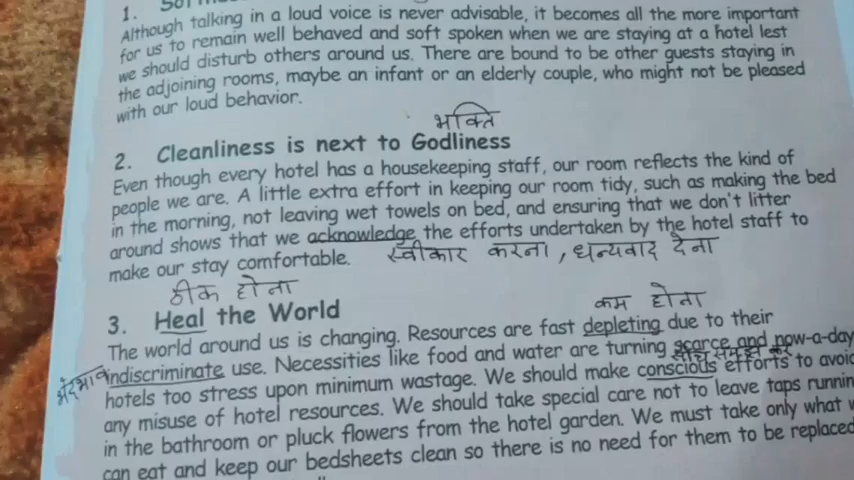 1.
Although talking in a loud voice is never advisable, it becomes all the more important
for us to remain well behaved and soft spoken when we are staying at a hotel lest
we should disturb others around us. There are bound to be other guests staying in
the adjoining rooms, maybe an infant or an elderly couple, who might not be pleased
with our loud behavior.
भक्ति
2. Cleanliness is next to Godliness
Even though every hotel has a housekeeping staff, our room reflects the kind of
people we are. A little extra effort in keeping our room tidy, such as making the bed
in the morning, not leaving wet towels on bed, and ensuring that we don't litter
around shows that we acknowledge the efforts undertaken by the hotel staff to
make our stay comfortable. स्वीकार करना, धन्यवाद देना
ठीक होना
3. Heal the World
कम होना
The world around us is changing. Resources are fast depleting due to their
indiscriminate use. Necessities like food and water are turning scarce and now-a-day
सोच समझ कर
hotels too stress upon minimum wastage. We should make conscious efforts to avoid
any misuse of hotel resources. We should take special care not to leave taps runnin
in the bathroom or pluck flowers from the hotel garden. We must take only what w
can eat and keep our bedsheets clean so there is no need for them to be replaced